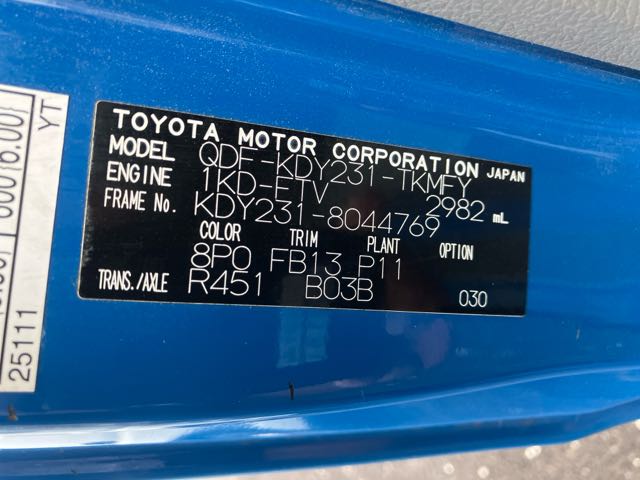 TOYOTA MOTOR CORPORATION JAPAN
MODEL QDF-KDY231-TKMFY
ENGINE 1KD-FTV 2982 mL
FRAME No. KDY231-8044769
COLOR TRIM PLANT OPTION
8P0 FB13 P11
TRANS./AXLE R451 B03B 030
YT
25111